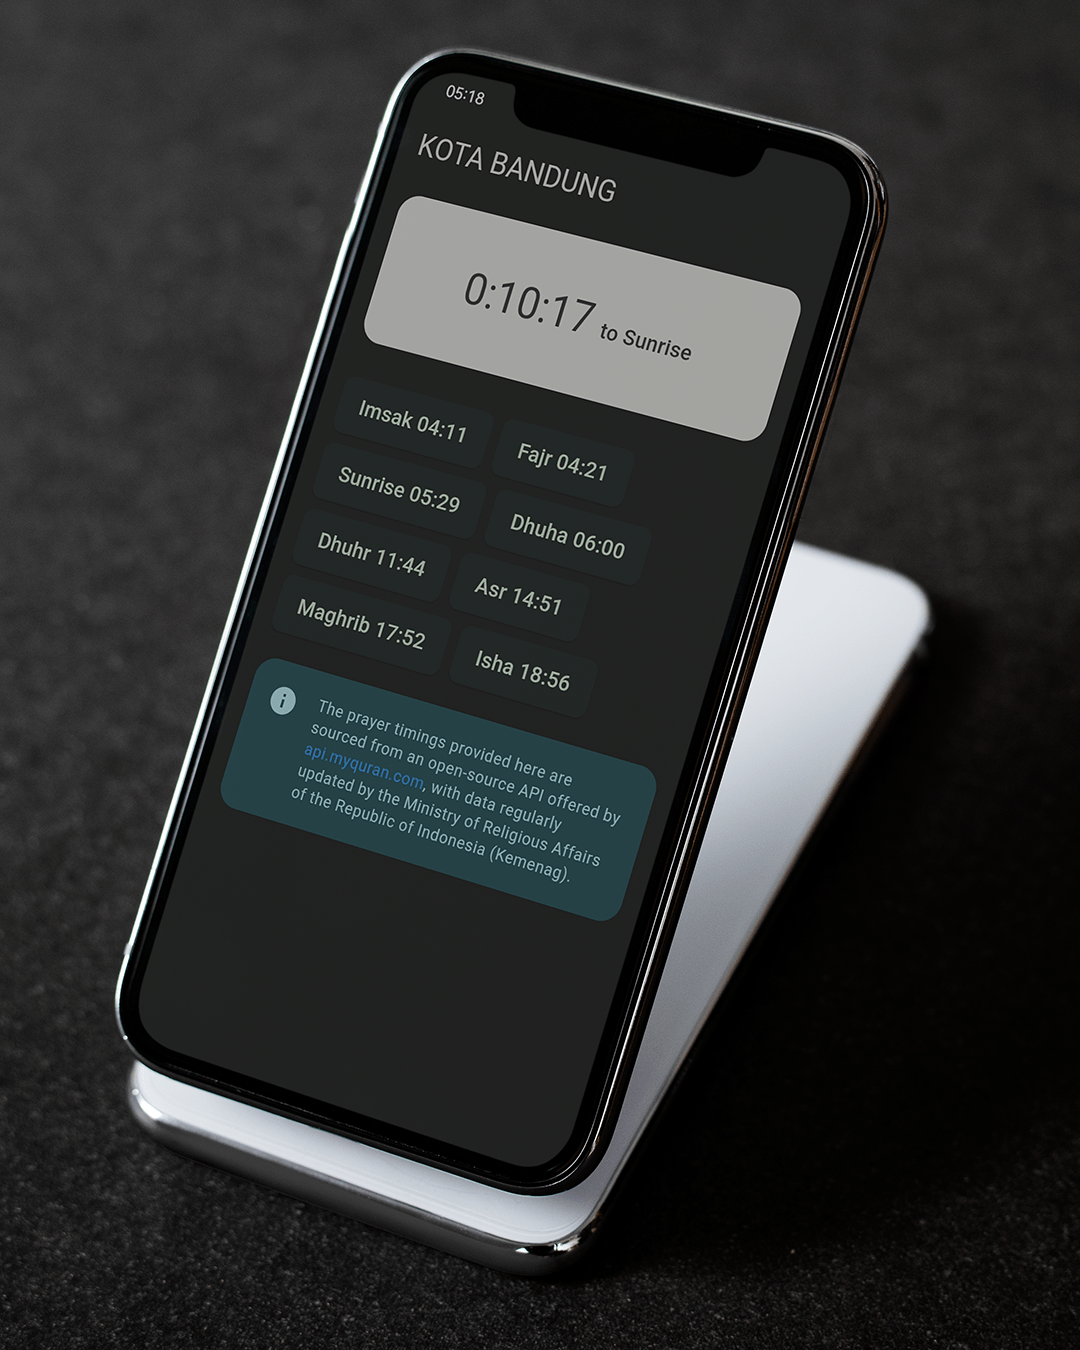 05:18
KOTA BANDUNG
0:10:17 to Sunrise
Imsak 04:11
Fajr 04:21
Sunrise 05:29
Dhuha 06:00
Dhuhr 11:44
Asr 14:51
Maghrib 17:52
Isha 18:56
The prayer timings provided here are
sourced from an open-source API offered by
api.myquran.com, with data regularly
updated by the Ministry of Religious Affairs
of the Republic of Indonesia (Kemenag).